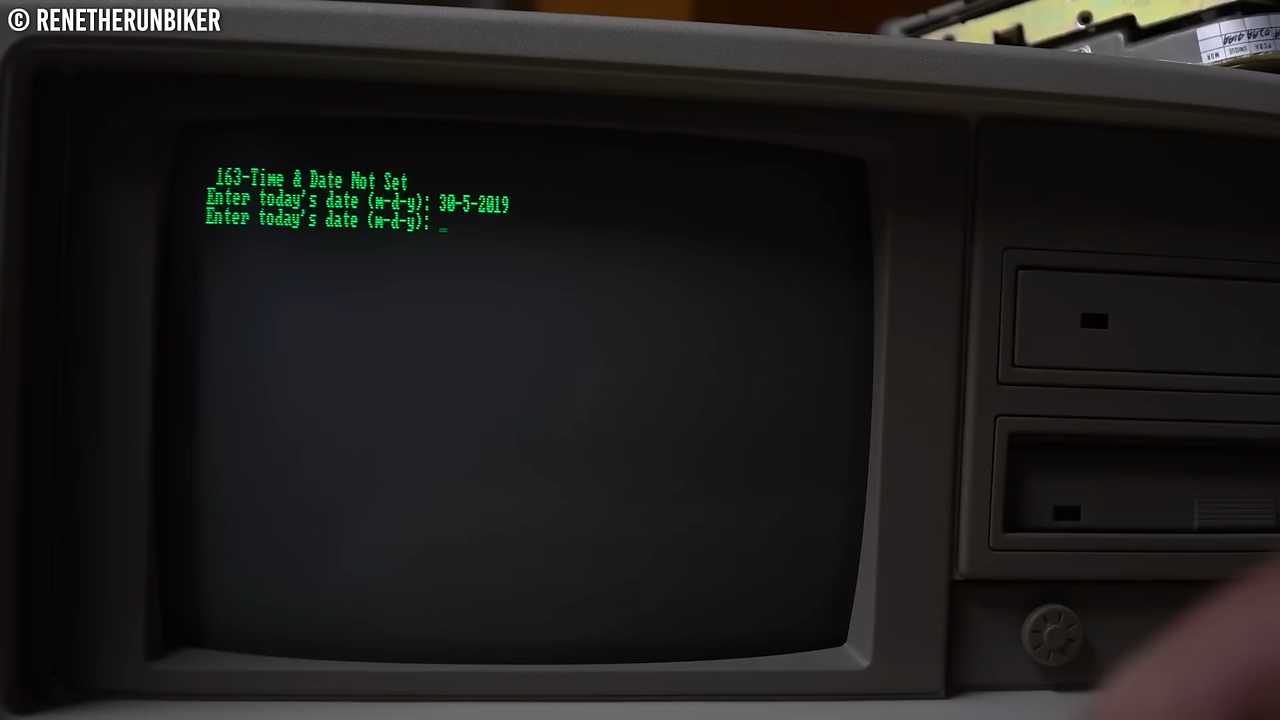 © RENETHERUNBIKER
163-Time & Date Not Set
Enter today's date (m-d-y): 30-5-2019
Enter today's date (m-d-y): _